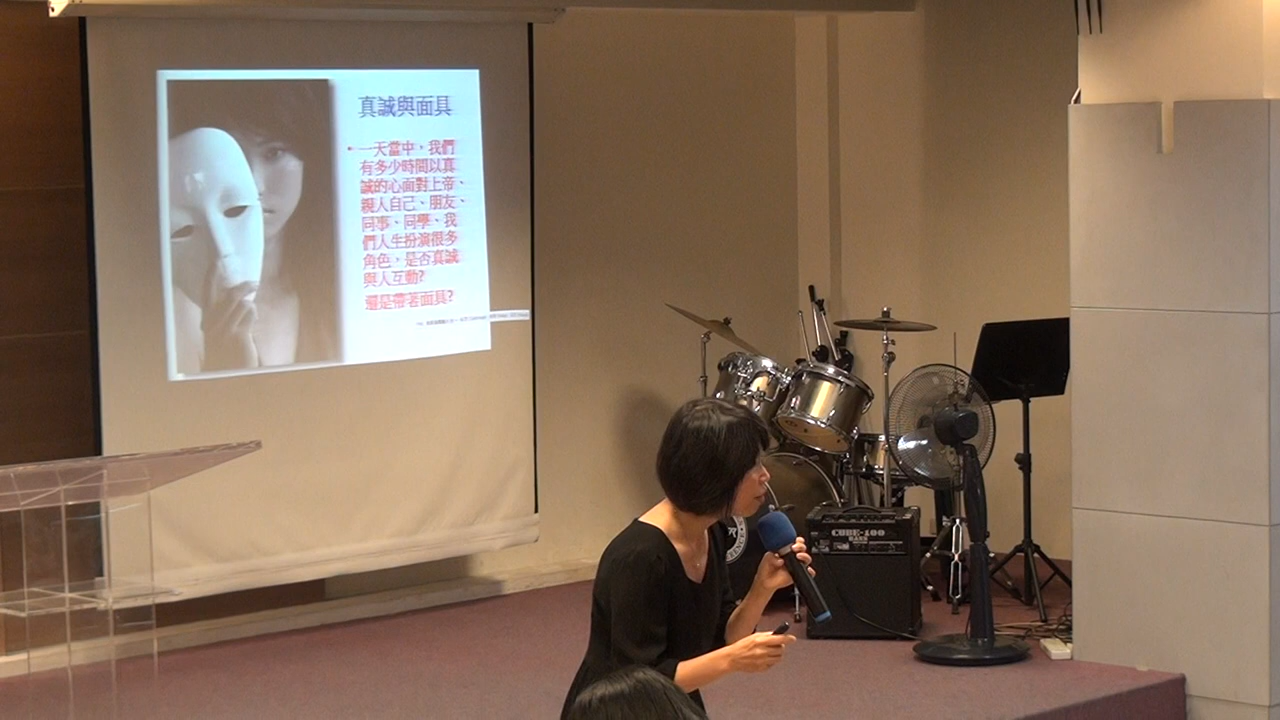 真誠與面具
• 一天當中，我們
有多少時間以真
誠的心面對上帝、
親人自己、朋友、
同事、同學、我
們人生扮演很多
角色，是否真誠
與人互動？
還是帶著面具？
CUBE-100
BASS